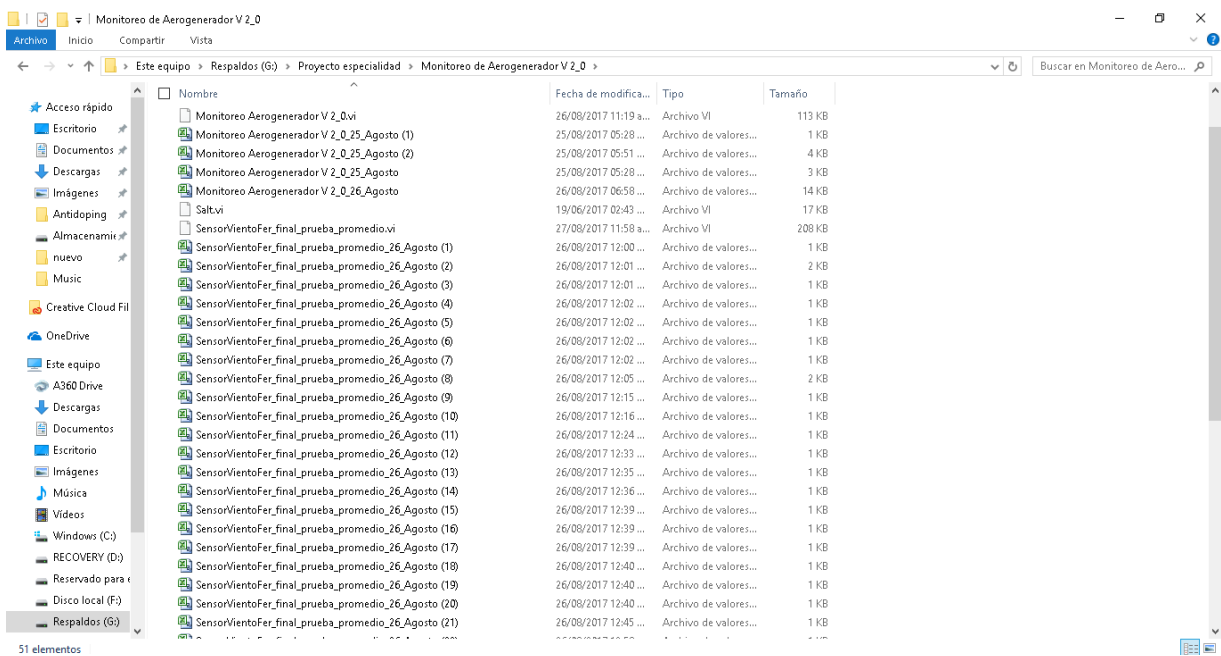 Monitoreo de Aerogenerador V 2_0
Archivo Inicio Compartir Vista
Este equipo > Respaldos (G:) > Proyecto especialidad > Monitoreo de Aerogenerador V 2_0 >
Buscar en Monitoreo de Aero...
Acceso rápido
Escritorio
Documentos
Descargas
Imágenes
Antidoping
Almacenamie
nuevo
Music
Creative Cloud Fil
OneDrive
Este equipo
A360 Drive
Descargas
Documentos
Escritorio
Imágenes
Música
Vídeos
Windows (C:)
RECOVERY (D:)
Reservado para e
Disco local (F:)
Respaldos (G:)
Nombre Fecha de modifica... Tipo Tamaño
Monitoreo Aerogenerador V 2_0.vi 26/08/2017 11:19 a... Archivo VI 113 KB
Monitoreo Aerogenerador V 2_0_25_Agosto (1) 25/08/2017 05:28 ... Archivo de valores... 1 KB
Monitoreo Aerogenerador V 2_0_25_Agosto (2) 25/08/2017 05:51 ... Archivo de valores... 4 KB
Monitoreo Aerogenerador V 2_0_25_Agosto 25/08/2017 05:28 ... Archivo de valores... 3 KB
Monitoreo Aerogenerador V 2_0_26_Agosto 26/08/2017 06:58 ... Archivo de valores... 14 KB
Salt.vi 19/06/2017 02:43 ... Archivo VI 17 KB
SensorVientoFer_final_prueba_promedio.vi 27/08/2017 11:58 a... Archivo VI 208 KB
SensorVientoFer_final_prueba_promedio_26_Agosto (1) 26/08/2017 12:00 ... Archivo de valores... 1 KB
SensorVientoFer_final_prueba_promedio_26_Agosto (2) 26/08/2017 12:01 ... Archivo de valores... 2 KB
SensorVientoFer_final_prueba_promedio_26_Agosto (3) 26/08/2017 12:01 ... Archivo de valores... 1 KB
SensorVientoFer_final_prueba_promedio_26_Agosto (4) 26/08/2017 12:02 ... Archivo de valores... 1 KB
SensorVientoFer_final_prueba_promedio_26_Agosto (5) 26/08/2017 12:02 ... Archivo de valores... 1 KB
SensorVientoFer_final_prueba_promedio_26_Agosto (6) 26/08/2017 12:02 ... Archivo de valores... 1 KB
SensorVientoFer_final_prueba_promedio_26_Agosto (7) 26/08/2017 12:02 ... Archivo de valores... 1 KB
SensorVientoFer_final_prueba_promedio_26_Agosto (8) 26/08/2017 12:05 ... Archivo de valores... 2 KB
SensorVientoFer_final_prueba_promedio_26_Agosto (9) 26/08/2017 12:15 ... Archivo de valores... 1 KB
SensorVientoFer_final_prueba_promedio_26_Agosto (10) 26/08/2017 12:16 ... Archivo de valores... 1 KB
SensorVientoFer_final_prueba_promedio_26_Agosto (11) 26/08/2017 12:24 ... Archivo de valores... 1 KB
SensorVientoFer_final_prueba_promedio_26_Agosto (12) 26/08/2017 12:33 ... Archivo de valores... 1 KB
SensorVientoFer_final_prueba_promedio_26_Agosto (13) 26/08/2017 12:35 ... Archivo de valores... 1 KB
SensorVientoFer_final_prueba_promedio_26_Agosto (14) 26/08/2017 12:36 ... Archivo de valores... 1 KB
SensorVientoFer_final_prueba_promedio_26_Agosto (15) 26/08/2017 12:39 ... Archivo de valores... 1 KB
SensorVientoFer_final_prueba_promedio_26_Agosto (16) 26/08/2017 12:39 ... Archivo de valores... 1 KB
SensorVientoFer_final_prueba_promedio_26_Agosto (17) 26/08/2017 12:39 ... Archivo de valores... 1 KB
SensorVientoFer_final_prueba_promedio_26_Agosto (18) 26/08/2017 12:40 ... Archivo de valores... 1 KB
SensorVientoFer_final_prueba_promedio_26_Agosto (19) 26/08/2017 12:40 ... Archivo de valores... 1 KB
SensorVientoFer_final_prueba_promedio_26_Agosto (20) 26/08/2017 12:40 ... Archivo de valores... 1 KB
SensorVientoFer_final_prueba_promedio_26_Agosto (21) 26/08/2017 12:45 ... Archivo de valores... 1 KB
51 elementos